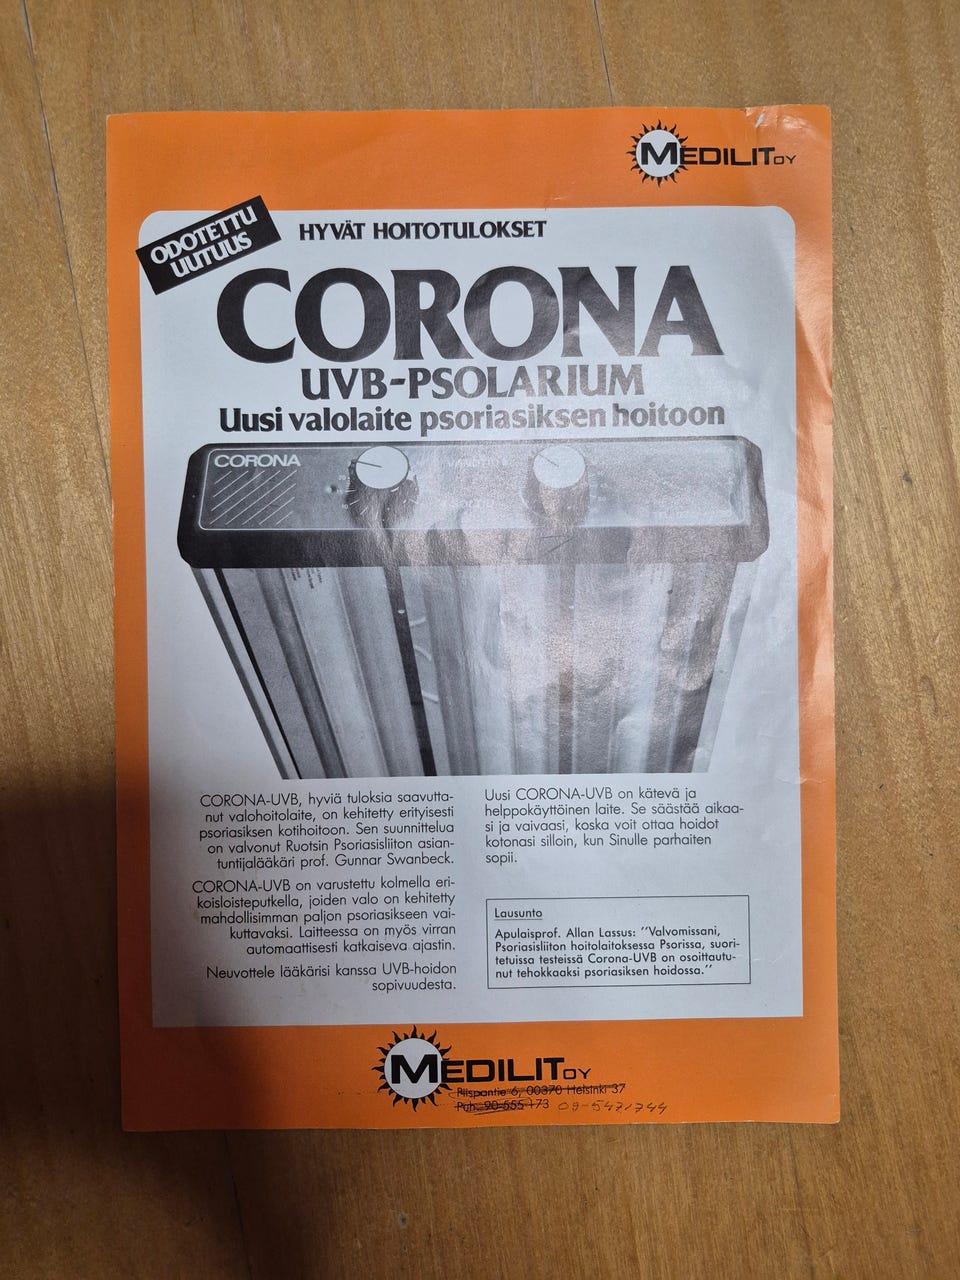 MEDILIT OY
ODOTETTU
UUTUUS
HYVÄT HOITOTULOKSET
CORONA
UVB-PSOLARIUM
Uusi valolaite psoriasiksen hoitoon
CORONA
CORONA-UVB, hyviä tuloksia saavutta-
nut valohoitolaite, on kehitetty erityisesti
psoriasiksen kotihoitoon. Sen suunnittelua
on valvonut Ruotsin Psoriasisliiton asian-
tuntijalääkäri prof. Gunnar Swanbeck.
CORONA-UVB on varustettu kolmella eri-
koisloisteputkella, joiden valo on kehitetty
mahdollisimman paljon psoriasikseen vai-
kuttavaksi. Laitteessa on myös virran
automaattisesti katkaiseva ajastin.
Neuvottele lääkärisi kanssa UVB-hoidon
sopivuudesta.
Uusi CORONA-UVB on kätevä ja
helppokäyttöinen laite. Se säästää aikaa-
si ja vaivaasi, koska voit ottaa hoidot
kotonasi silloin, kun Sinulle parhaiten
sopii.
Lausunto
Apulaisprof. Allan Lassus: "Valvomissani,
Psoriasisliiton hoitolaitoksessa Psorissa, suori-
tetuissa testeissä Corona-UVB on osoittautu-
nut tehokkaaksi psoriasiksen hoidossa."
MEDILIT OY
Riispantie 6, 00370 Helsinki 37
Puh. 90-555 173 09-5471744